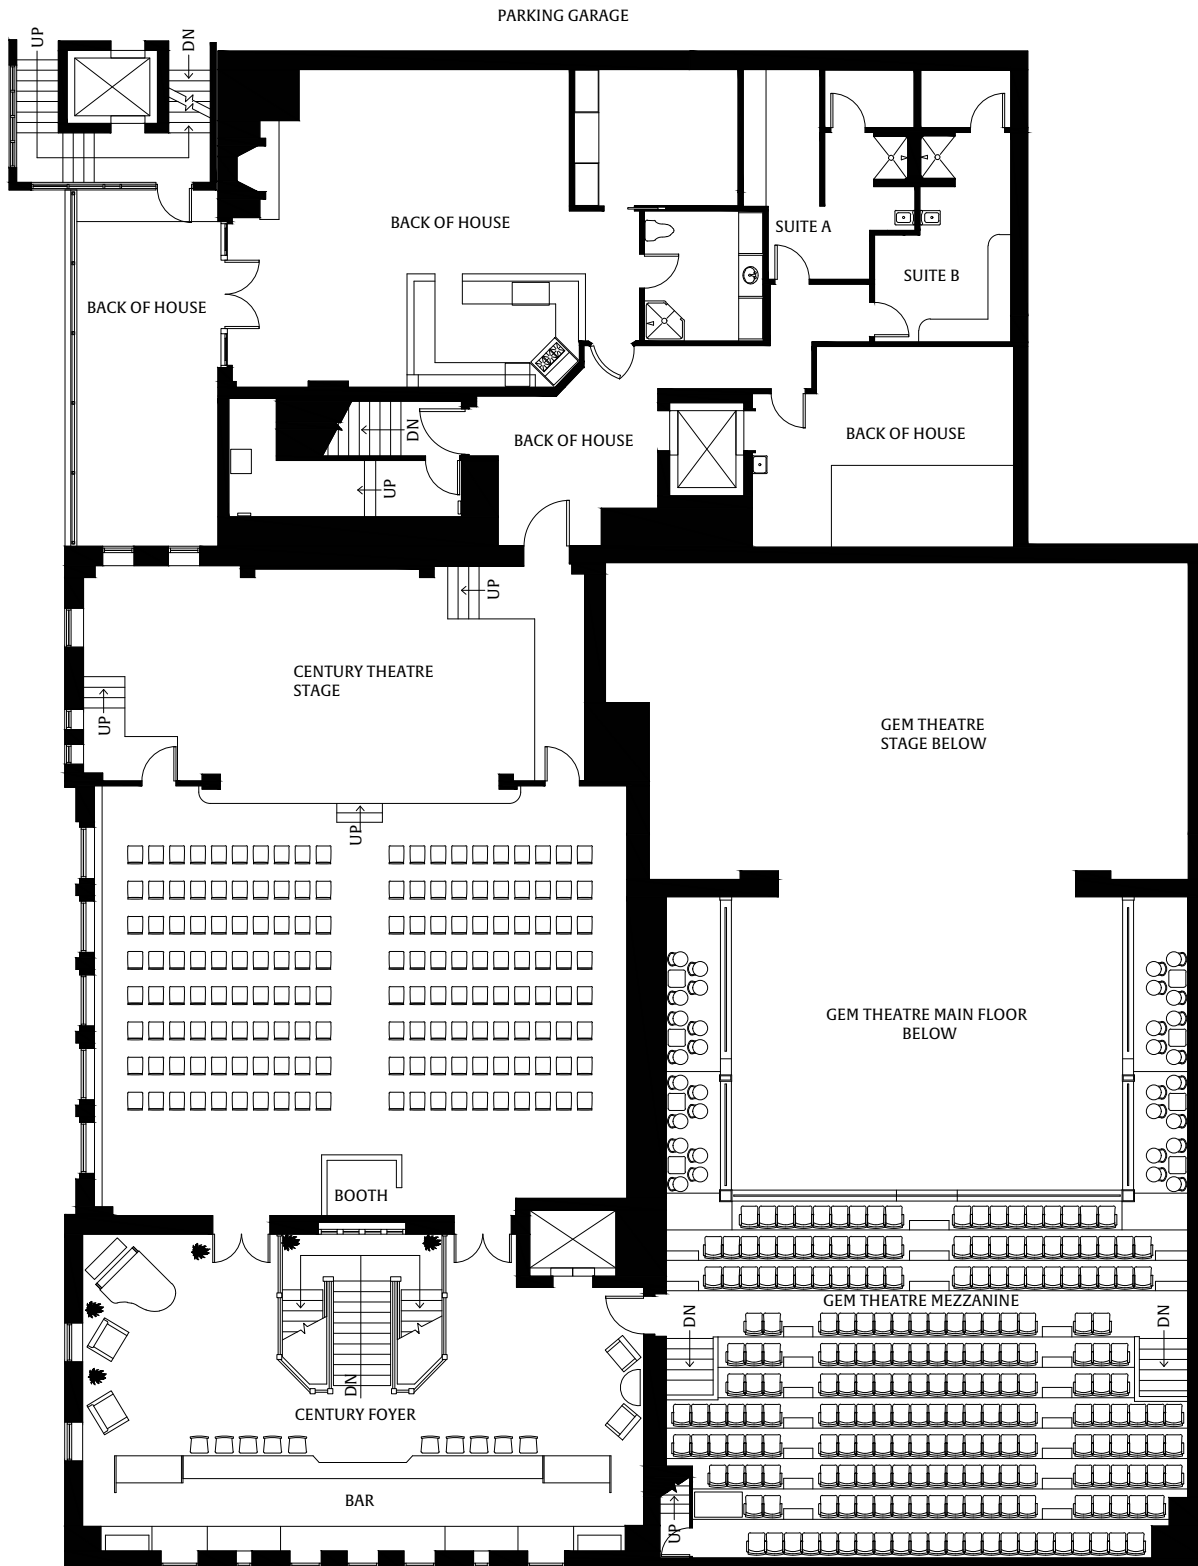 PARKING GARAGE
UP
DN
BACK OF HOUSE
SUITE A
SUITE B
BACK OF HOUSE
DN
BACK OF HOUSE
BACK OF HOUSE
UP
UP
CENTURY THEATRE
STAGE
UP
GEM THEATRE
STAGE BELOW
UP
GEM THEATRE MAIN FLOOR
BELOW
BOOTH
GEM THEATRE MEZZANINE
DN
DN
DN
CENTURY FOYER
BAR
UP